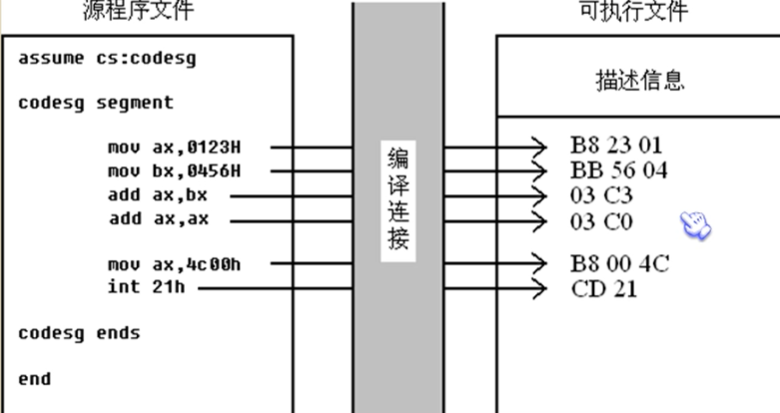 源程序文件
可执行文件
assume cs:codesg
codesg segment
mov ax,0123H
mov bx,0456H
add ax,bx
add ax,ax
mov ax,4c00h
int 21h
codesg ends
end
编译连接
描述信息
B8 23 01
BB 56 04
03 C3
03 C0
B8 00 4C
CD 21